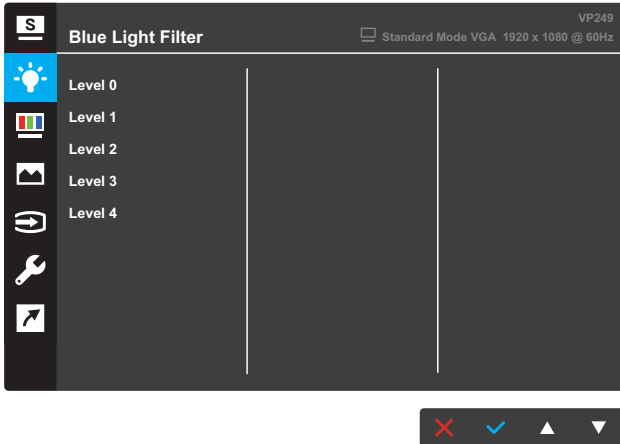 S
VP249
Blue Light Filter
Standard Mode VGA 1920 x 1080 @ 60Hz
Level 0
Level 1
Level 2
Level 3
Level 4